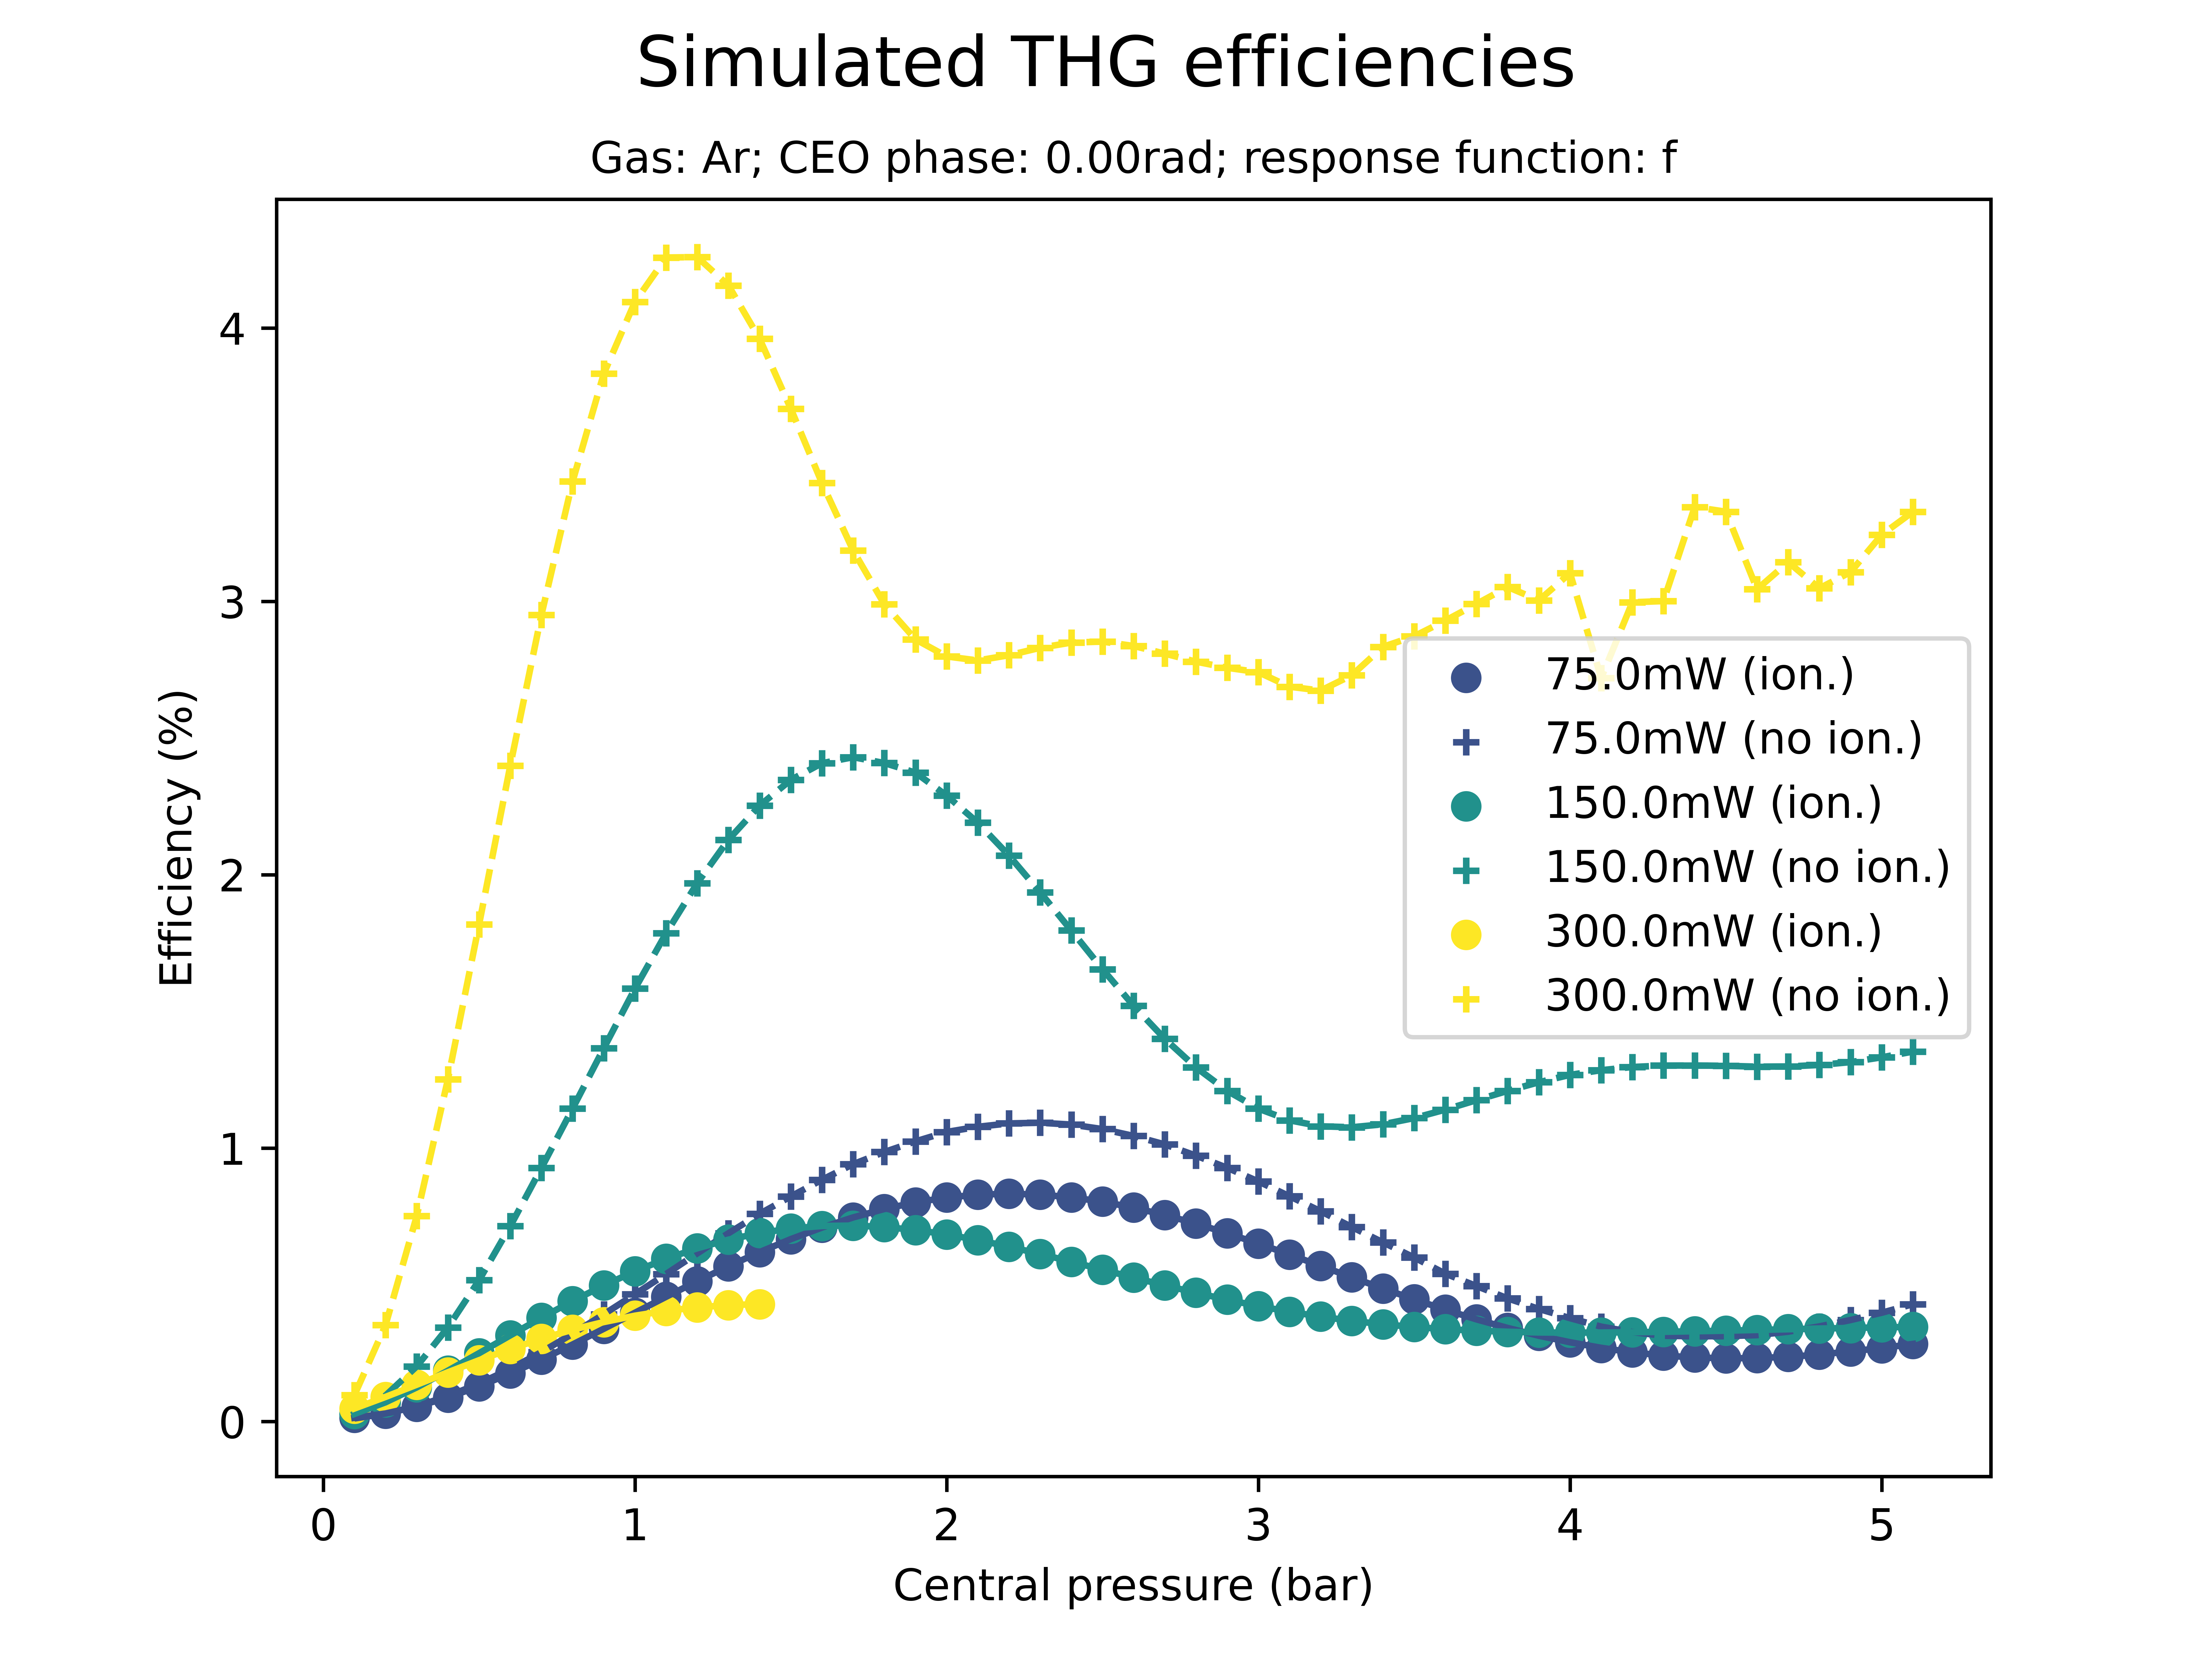 Simulated THG efficiencies
Gas: Ar; CEO phase: 0.00rad; response function: f
Efficiency (%)
4
3
2
1
0
75.0mW (ion.)
75.0mW (no ion.)
150.0mW (ion.)
150.0mW (no ion.)
300.0mW (ion.)
300.0mW (no ion.)
0 1 2 3 4 5
Central pressure (bar)